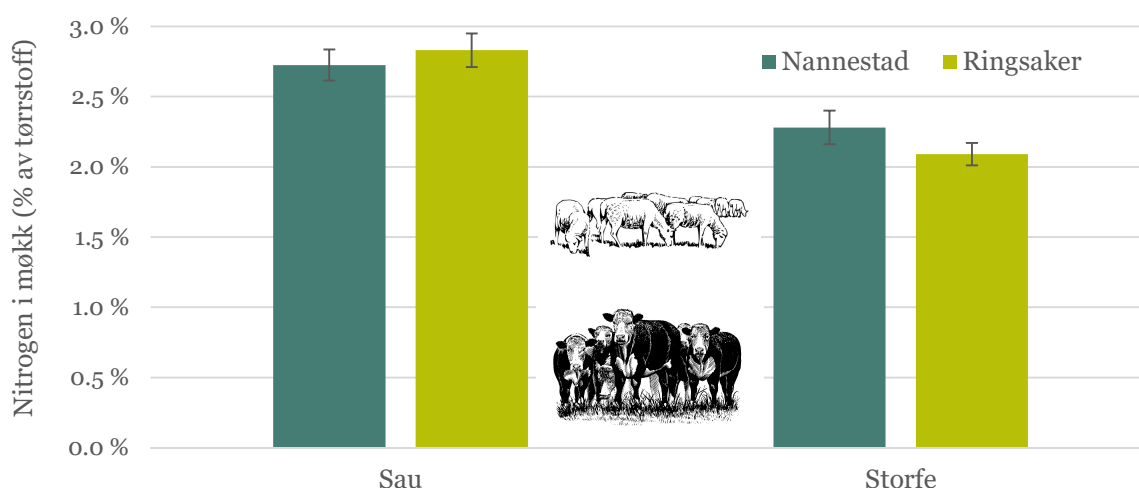 Nitrogen i møkk (% av tørrstoff)
3.0 %
2.5 %
2.0 %
1.5 %
1.0 %
0.5 %
0.0 %
Nannestad Ringsaker
Sau Storfe